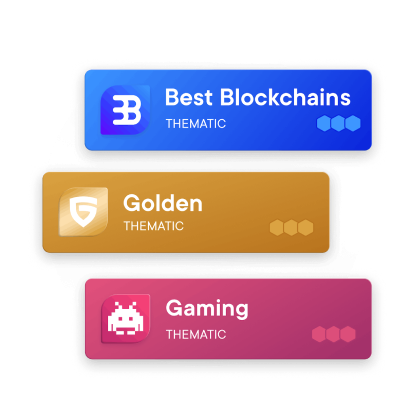 Best Blockchains
THEMATIC
Golden
THEMATIC
Gaming
THEMATIC